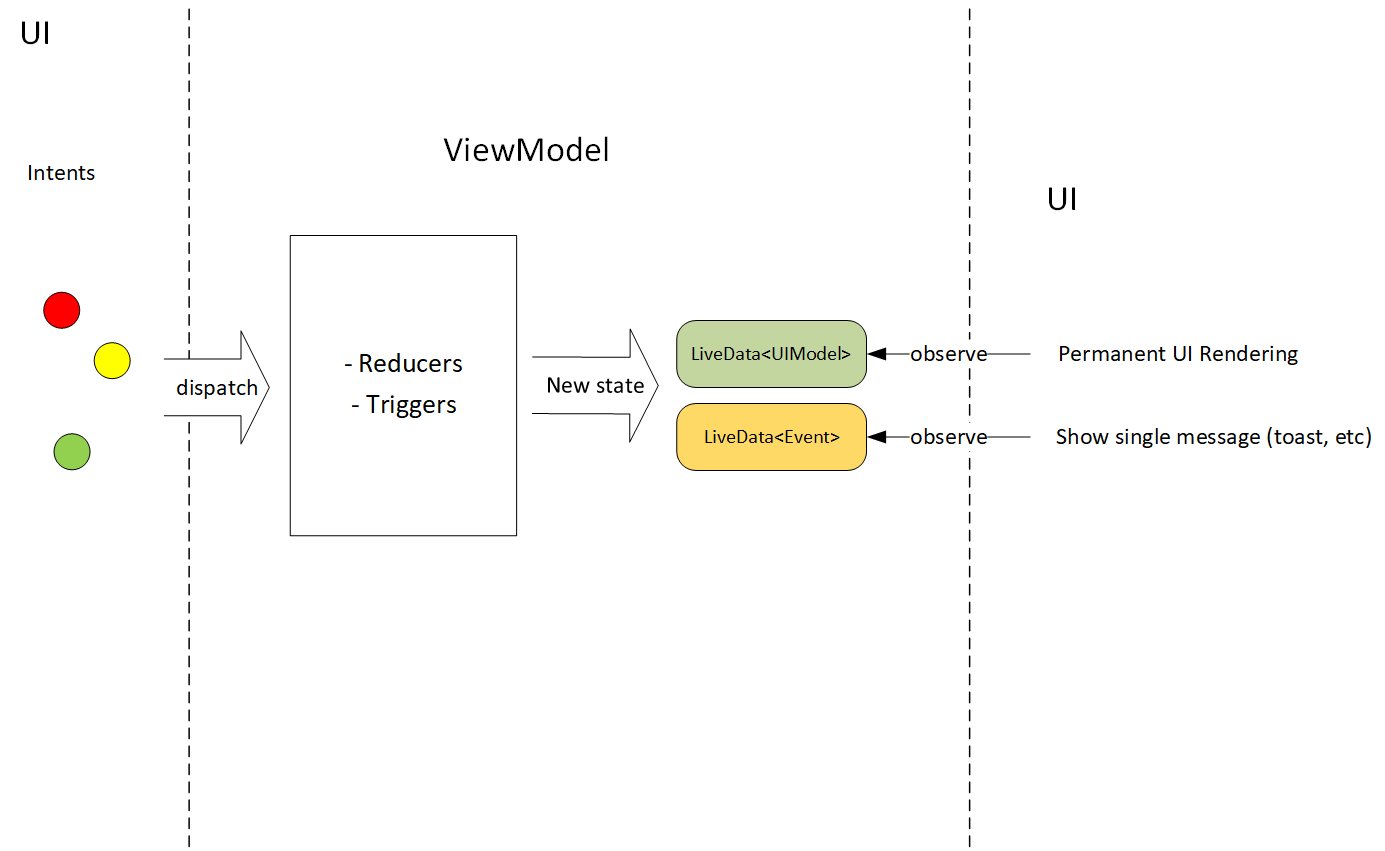 UI
ViewModel
Intents
UI
- Reducers
- Triggers
dispatch
New state
LiveData<UIModel>
observe
Permanent UI Rendering
LiveData<Event>
observe
Show single message (toast, etc)